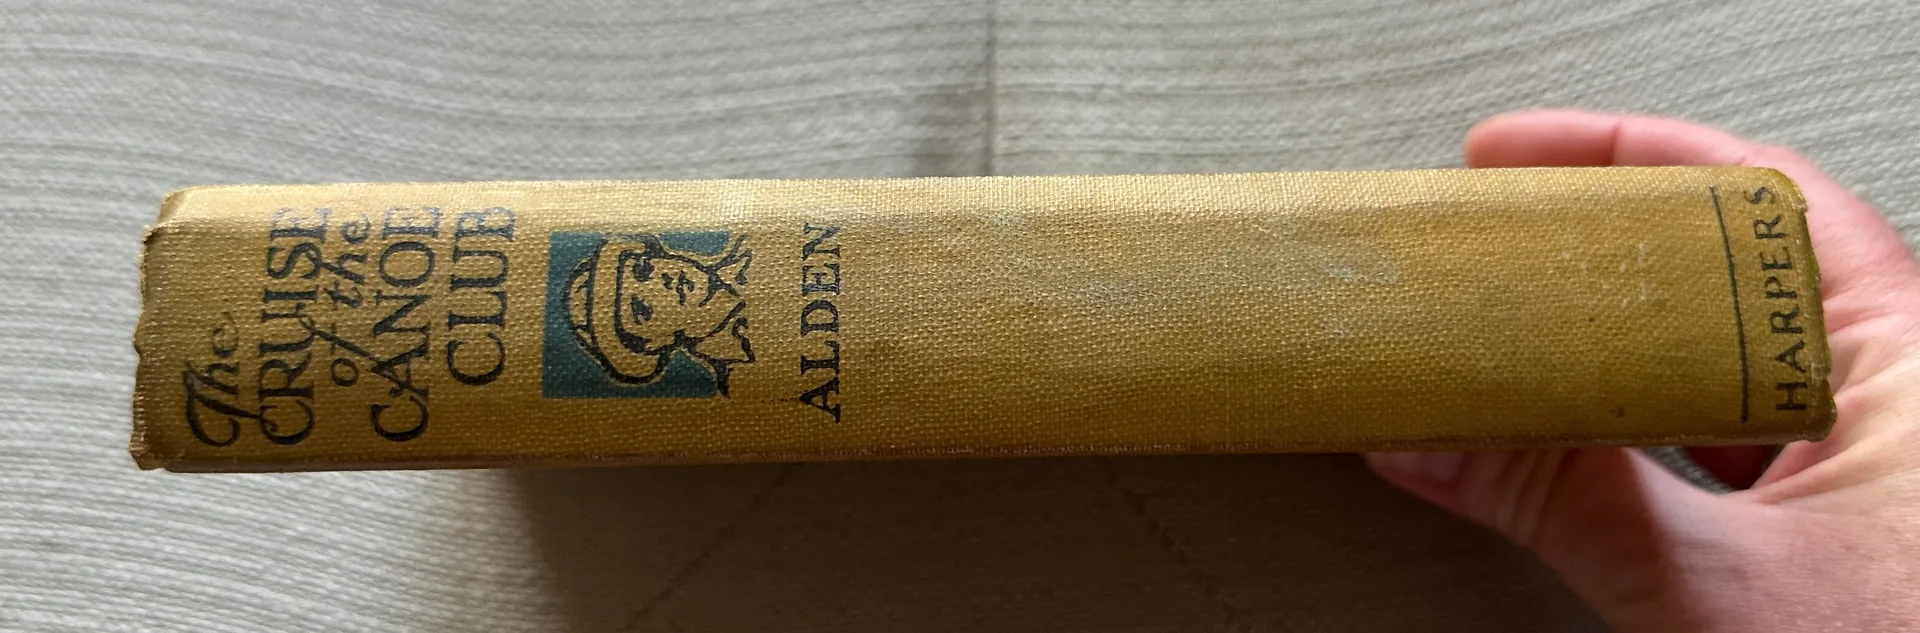 The
CRUISE
of the
CANOE
CLUB
ALDEN
HARPERS